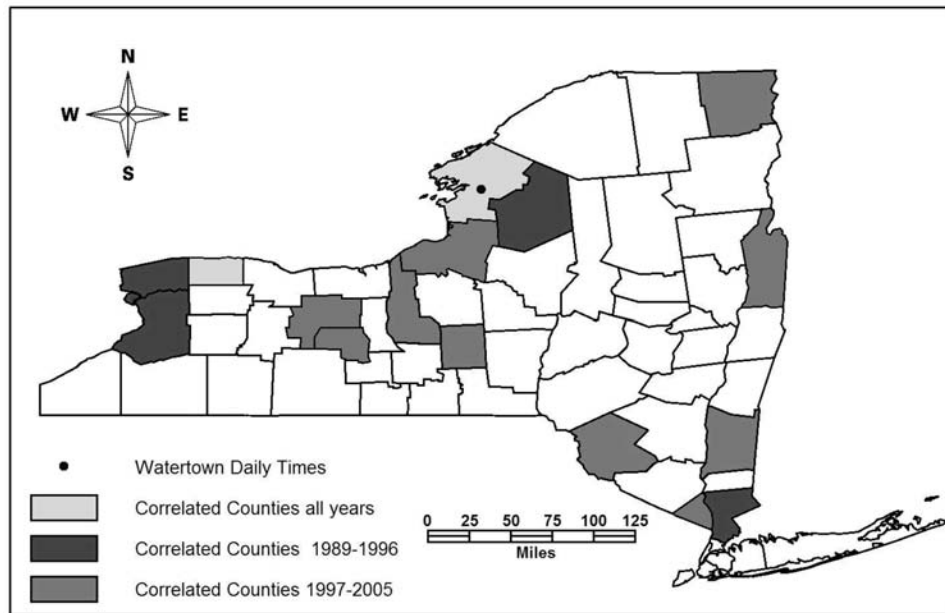 N
W E
S
Watertown Daily Times
Correlated Counties all years
Correlated Counties 1989-1996
Correlated Counties 1997-2005
0 25 50 75 100 125
Miles